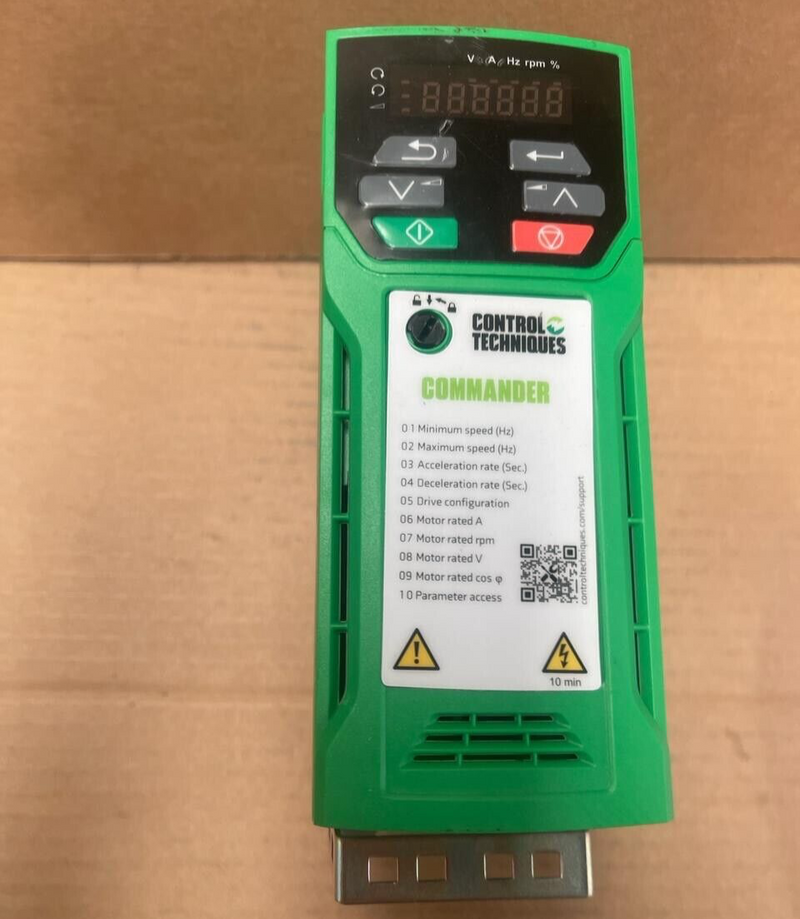 V A Hz rpm %
CONTROL
TECHNIQUES
COMMANDER
01 Minimum speed (Hz)
02 Maximum speed (Hz)
03 Acceleration rate (Sec.)
04 Deceleration rate (Sec.)
05 Drive configuration
06 Motor rated A
07 Motor rated rpm
08 Motor rated V
09 Motor rated cos φ
10 Parameter access
controltechniques.com/support
10 min